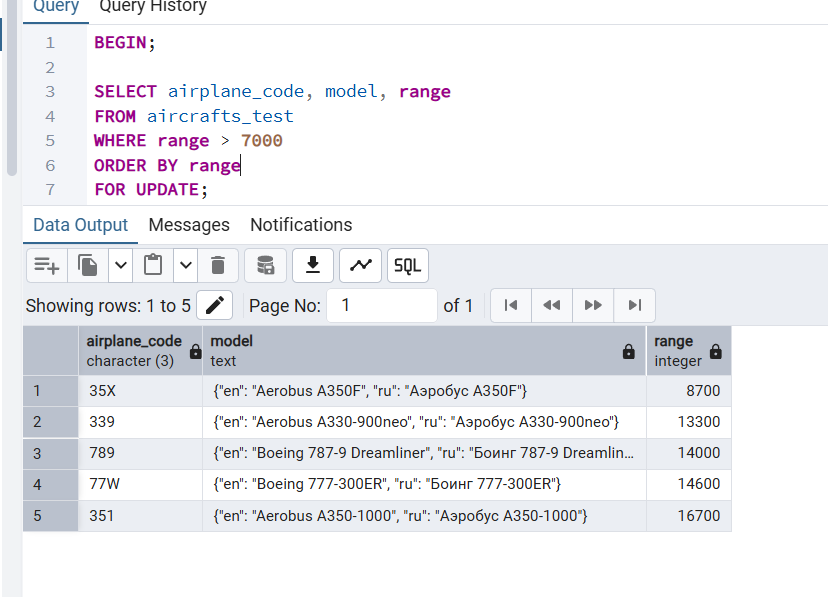 Query Query History
1 BEGIN;
2
3 SELECT airplane_code, model, range
4 FROM aircrafts_test
5 WHERE range > 7000
6 ORDER BY range
7 FOR UPDATE;
Data Output Messages Notifications
SQL
Showing rows: 1 to 5 Page No: 1 of 1
airplane_code model range
character (3) text integer
1 35X {"en": "Aerobus A350F", "ru": "Аэробус A350F"} 8700
2 339 {"en": "Aerobus A330-900neo", "ru": "Аэробус A330-900neo"} 13300
3 789 {"en": "Boeing 787-9 Dreamliner", "ru": "Боинг 787-9 Dreamlin... 14000
4 77W {"en": "Boeing 777-300ER", "ru": "Боинг 777-300ER"} 14600
5 351 {"en": "Aerobus A350-1000", "ru": "Аэробус A350-1000"} 16700